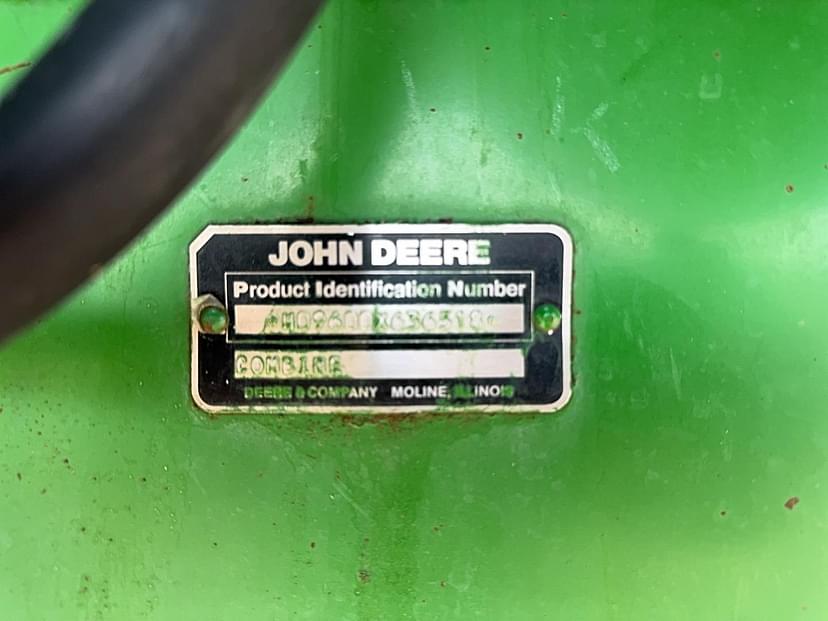 JOHN DEERE
Product Identification Number
COMBINE
DEERE & COMPANY MOLINE, ILLINOIS